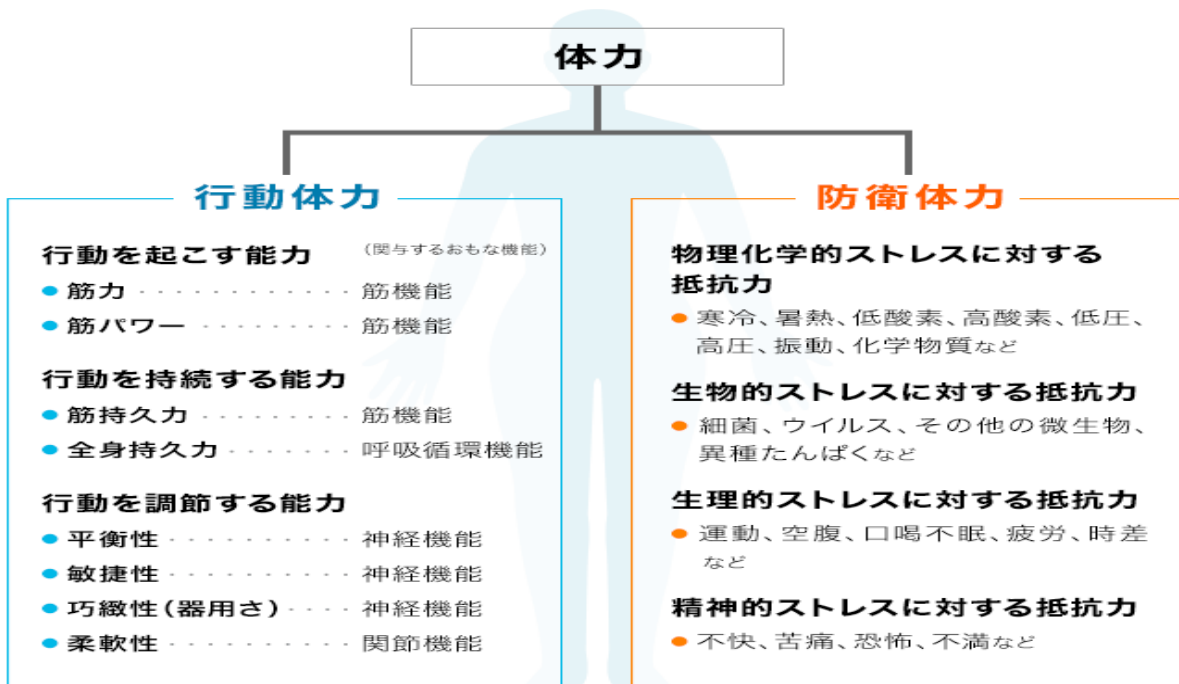 体力
行動体力
行動を起こす能力 (関与するおもな機能)
●筋力 ············ 筋機能
●筋パワー ········· 筋機能
行動を持続する能力
●筋持久力 ········· 筋機能
●全身持久力 ······· 呼吸循環機能
行動を調節する能力
●平衡性 ··········· 神経機能
●敏捷性 ··········· 神経機能
●巧緻性(器用さ) ···· 神経機能
●柔軟性 ··········· 関節機能
防衛体力
物理化学的ストレスに対する
抵抗力
●寒冷、暑熱、低酸素、高酸素、低圧、
高圧、振動、化学物質など
生物的ストレスに対する抵抗力
●細菌、ウイルス、その他の微生物、
異種たんぱくなど
生理的ストレスに対する抵抗力
●運動、空腹、口喝不眠、疲労、時差
など
精神的ストレスに対する抵抗力
●不快、苦痛、恐怖、不満など